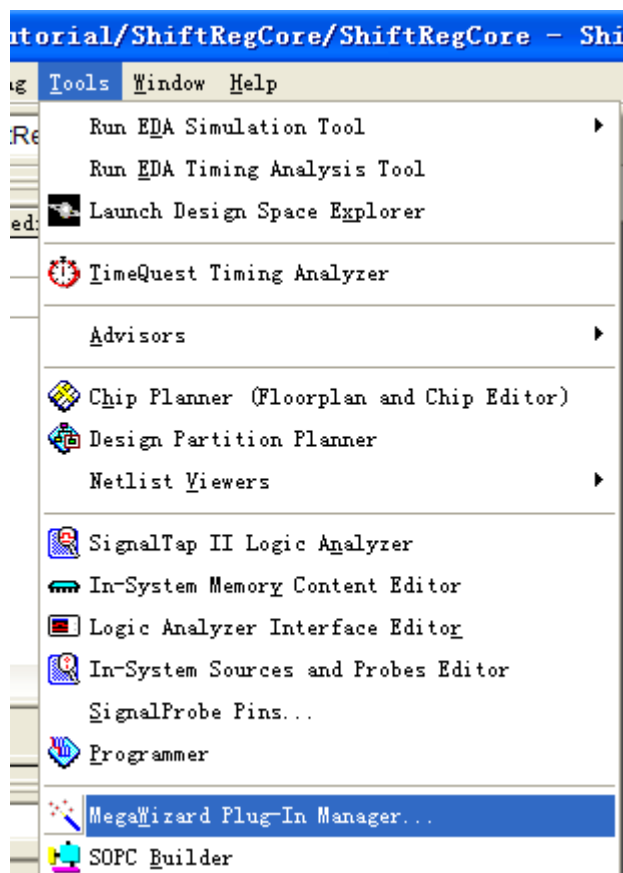 utorial/ShiftRegCore/ShiftRegCore - Shi
g Tools Window Help
Re
Run EDA Simulation Tool
Run EDA Timing Analysis Tool
ed
Launch Design Space Explorer
TimeQuest Timing Analyzer
Advisors
Chip Planner (Floorplan and Chip Editor)
Design Partition Planner
Netlist Viewers
SignalTap II Logic Analyzer
In-System Memory Content Editor
Logic Analyzer Interface Editor
In-System Sources and Probes Editor
SignalProbe Pins...
Programmer
MegaWizard Plug-In Manager...
SOPC Builder